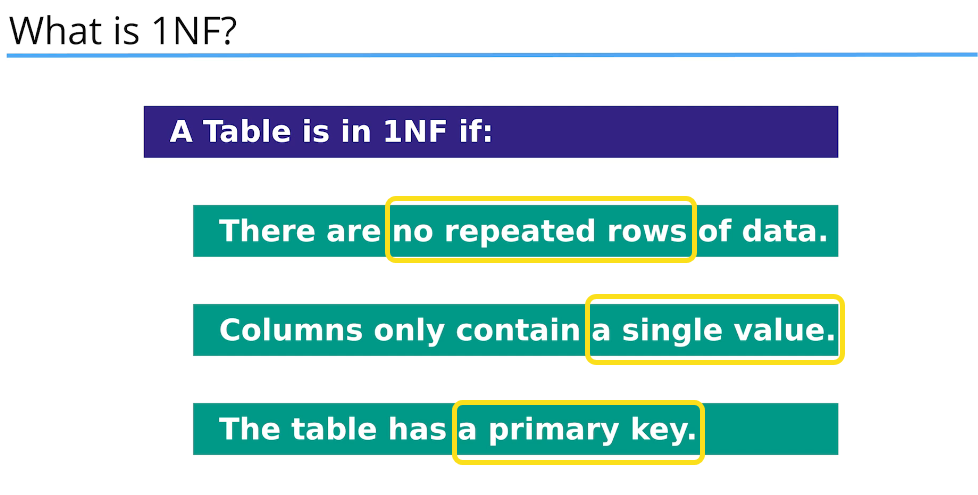 What is 1NF?
A Table is in 1NF if:
There are no repeated rows of data.
Columns only contain a single value.
The table has a primary key.